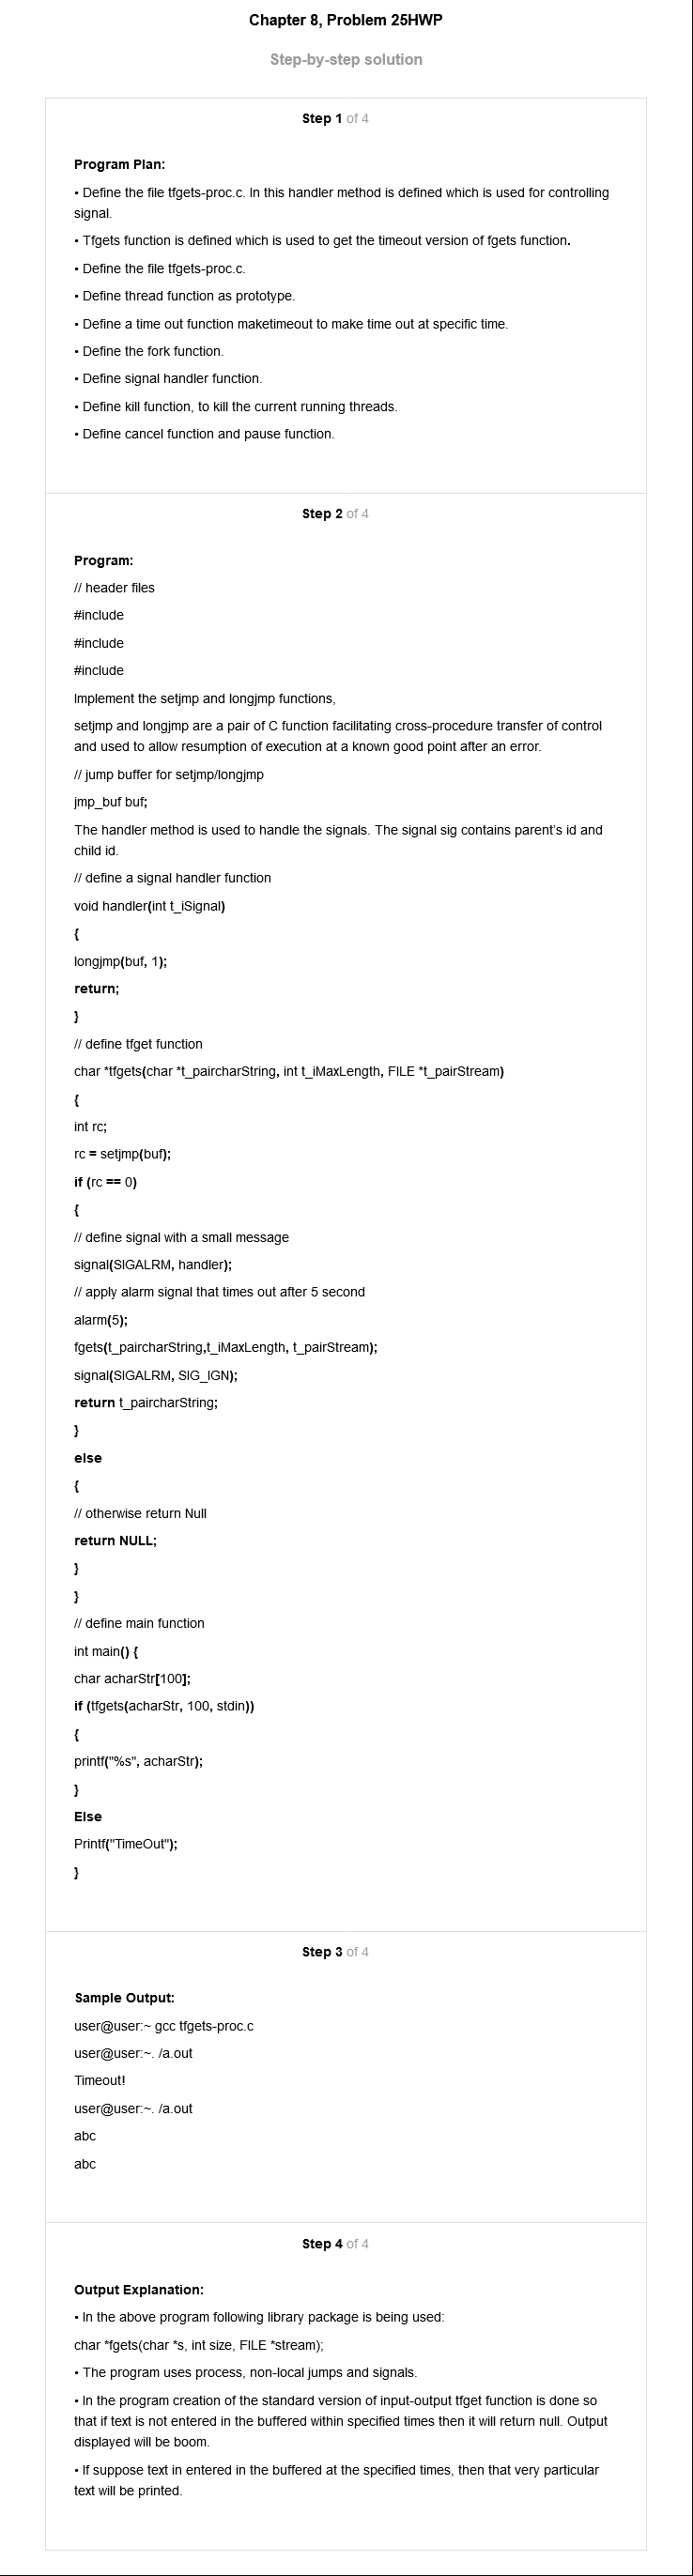 Chapter 8, Problem 25HWP
Step-by-step solution
Step 1 of 4
Program Plan:
• Define the file tfgets-proc.c. In this handler method is defined which is used for controlling
signal.
• Tfgets function is defined which is used to get the timeout version of fgets function.
• Define the file tfgets-proc.c.
• Define thread function as prototype.
• Define a time out function maketimeout to make time out at specific time.
• Define the fork function.
• Define signal handler function.
• Define kill function, to kill the current running threads.
• Define cancel function and pause function.
Step 2 of 4
Program:
// header files
#include
#include
#include
Implement the setjmp and longjmp functions,
setjmp and longjmp are a pair of C function facilitating cross-procedure transfer of control
and used to allow resumption of execution at a known good point after an error.
// jump buffer for setjmp/longjmp
jmp_buf buf;
The handler method is used to handle the signals. The signal sig contains parent's id and
child id.
// define a signal handler function
void handler(int t_iSignal)
{
longjmp(buf, 1);
return;
}
// define tfget function
char *tfgets(char *t_paircharString, int t_iMaxLength, FILE *t_pairStream)
{
int rc;
rc = setjmp(buf);
if (rc == 0)
{
// define signal with a small message
signal(SIGALRM, handler);
// apply alarm signal that times out after 5 second
alarm(5);
fgets(t_paircharString,t_iMaxLength, t_pairStream);
signal(SIGALRM, SIG_IGN);
return t_paircharString;
}
else
{
// otherwise return Null
return NULL;
}
}
// define main function
int main() {
char acharStr[100];
if (tfgets(acharStr, 100, stdin))
{
printf("%s", acharStr);
}
Else
Printf("TimeOut");
}
Step 3 of 4
Sample Output:
user@user:~ gcc tfgets-proc.c
user@user:~. /a.out
Timeout!
user@user:~. /a.out
abc
abc
Step 4 of 4
Output Explanation:
• In the above program following library package is being used:
char *fgets(char *s, int size, FILE *stream);
• The program uses process, non-local jumps and signals.
• In the program creation of the standard version of input-output tfget function is done so
that if text is not entered in the buffered within specified times then it will return null. Output
displayed will be boom.
• If suppose text in entered in the buffered at the specified times, then that very particular
text will be printed.